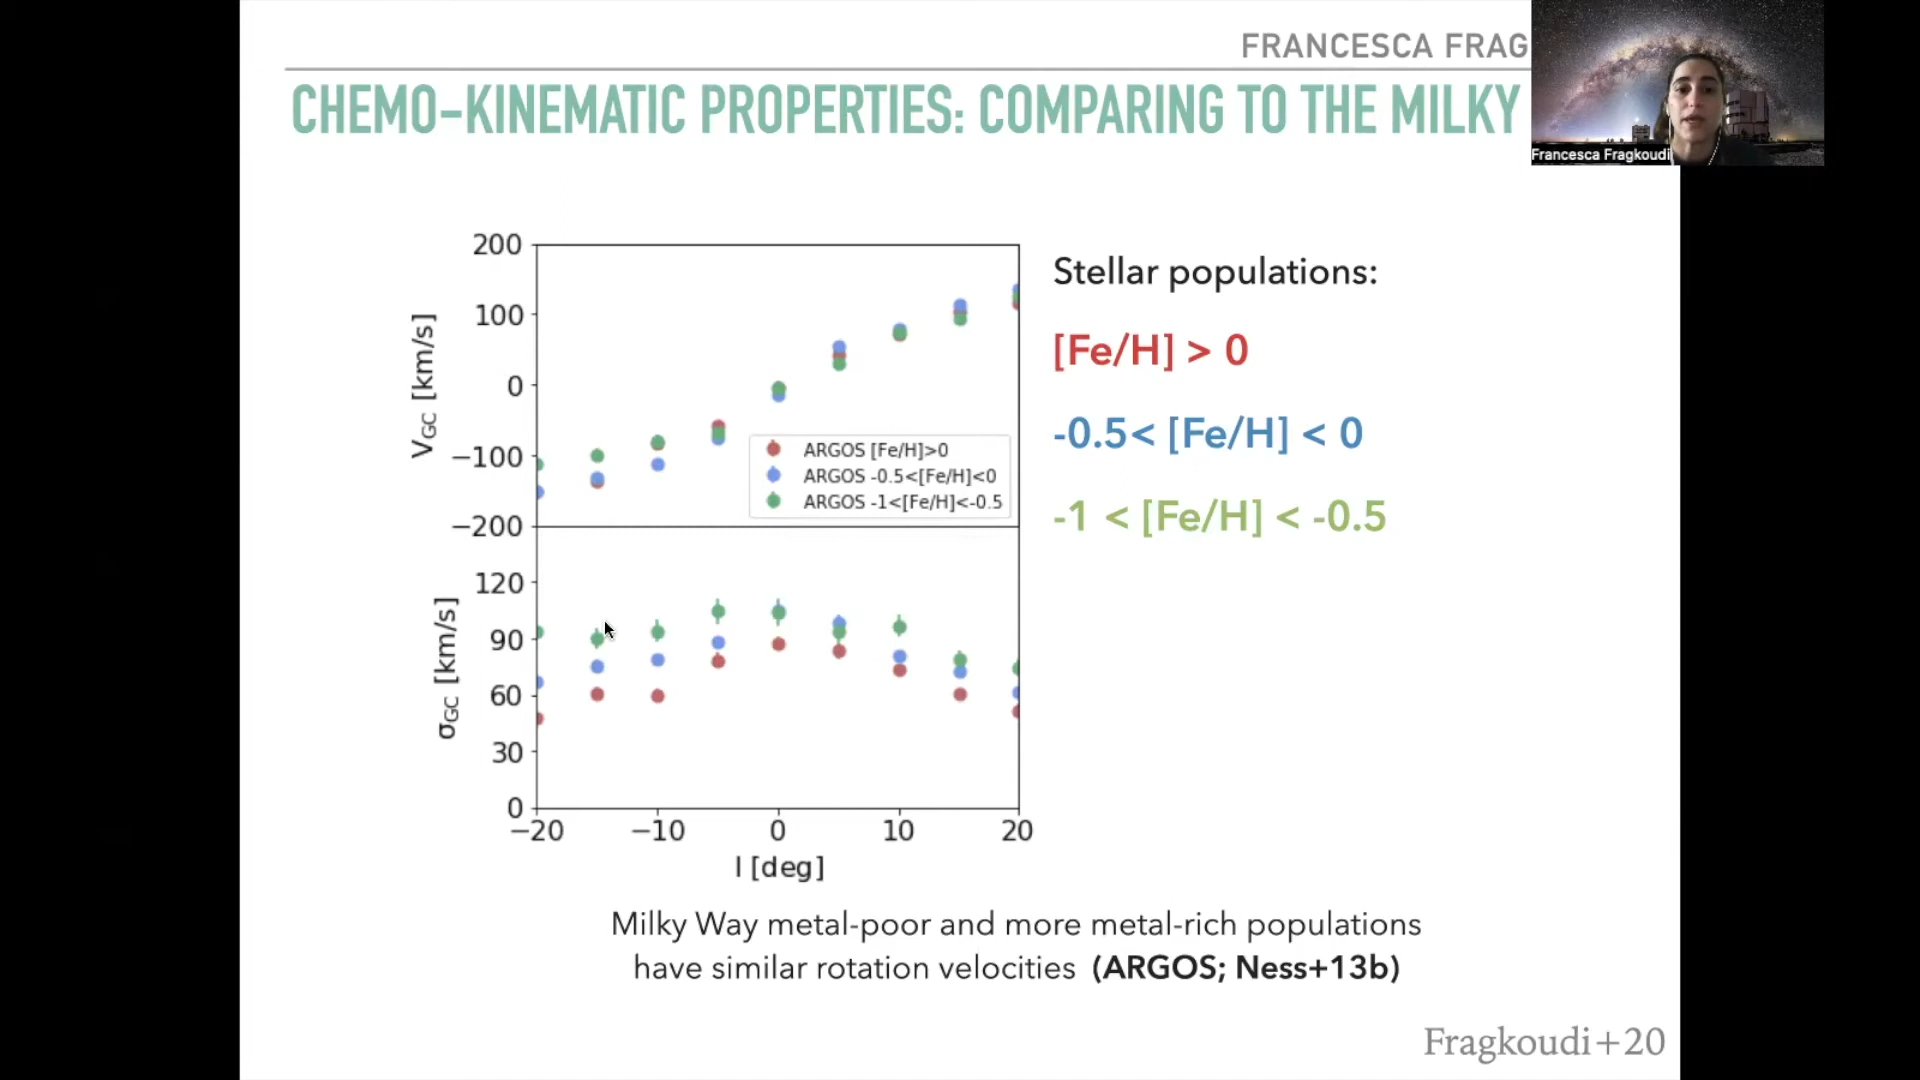 FRANCESCA FRAG
CHEMO-KINEMATIC PROPERTIES: COMPARING TO THE MILKY
Francesca Fragkoudi
200
100
0
−100
−200
V_GC [km/s]
ARGOS [Fe/H]>0
ARGOS -0.5<[Fe/H]<0
ARGOS -1<[Fe/H]<-0.5
120
90
60
30
0
σ_GC [km/s]
−20 −10 0 10 20
l [deg]
Stellar populations:
[Fe/H] > 0
-0.5< [Fe/H] < 0
-1 < [Fe/H] < -0.5
Milky Way metal-poor and more metal-rich populations
have similar rotation velocities (ARGOS; Ness+13b)
Fragkoudi+20